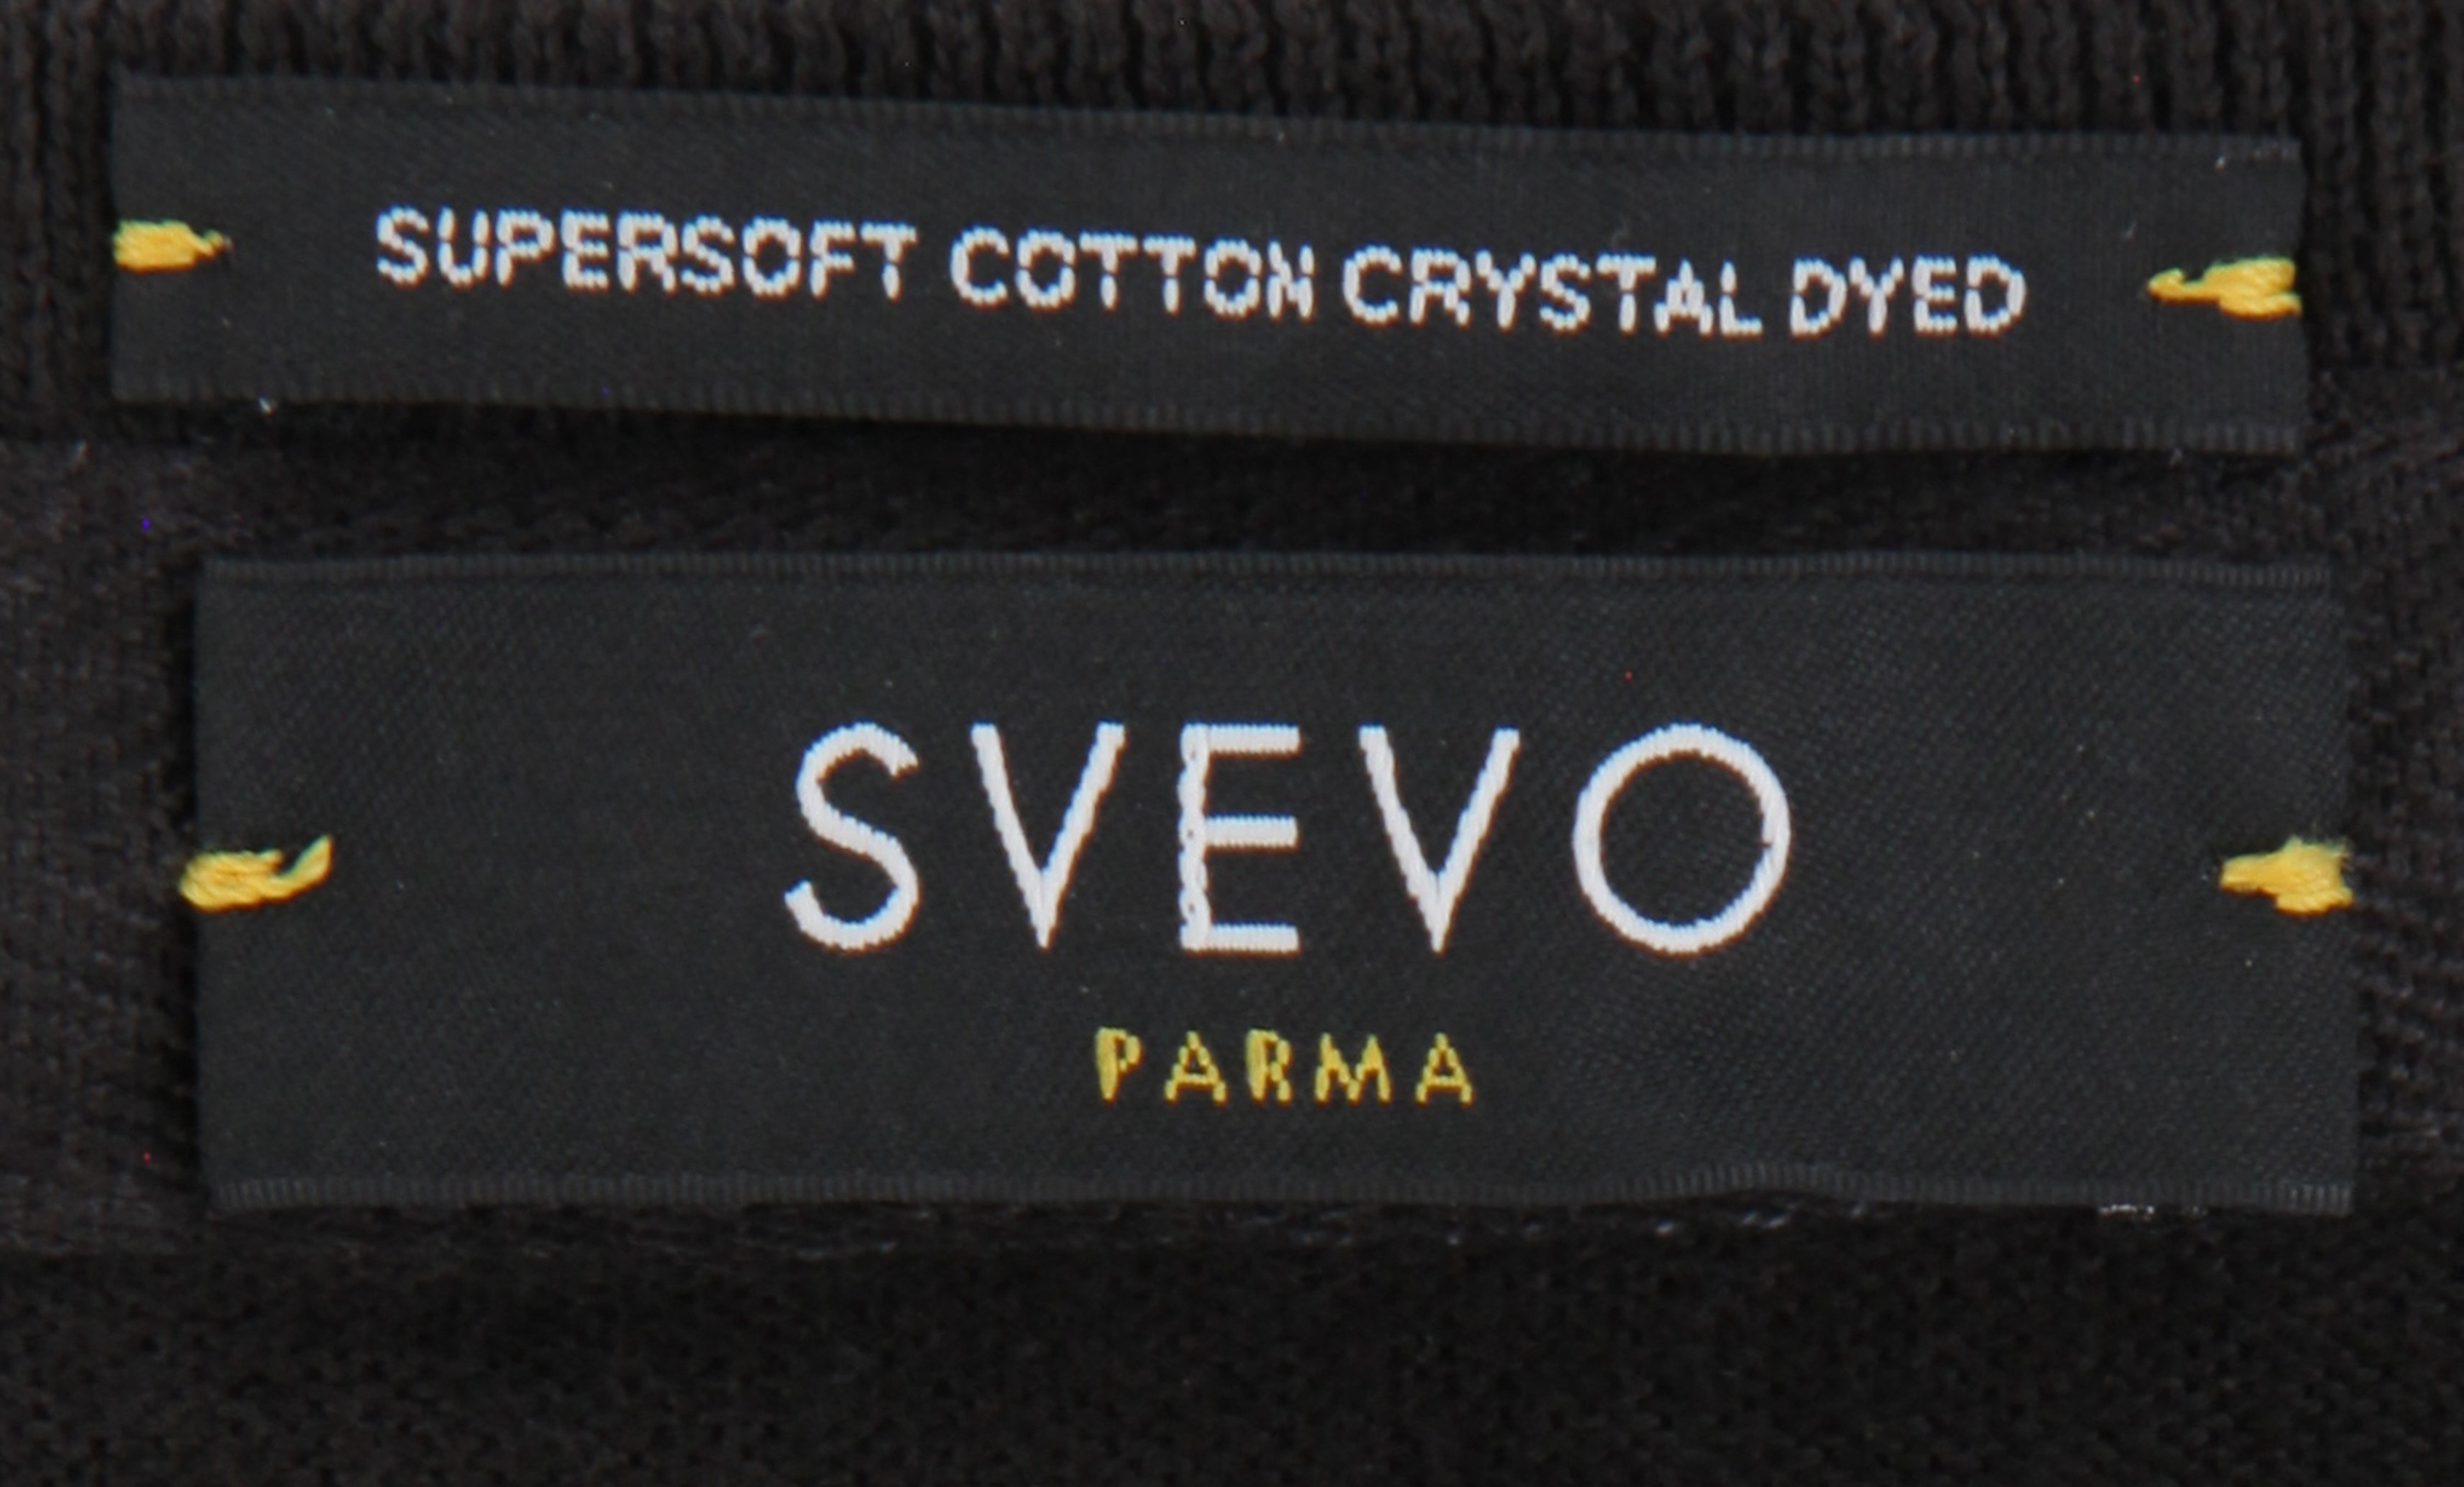 SUPERSOFT COTTON CRYSTAL DYED
SVEVO
PARMA